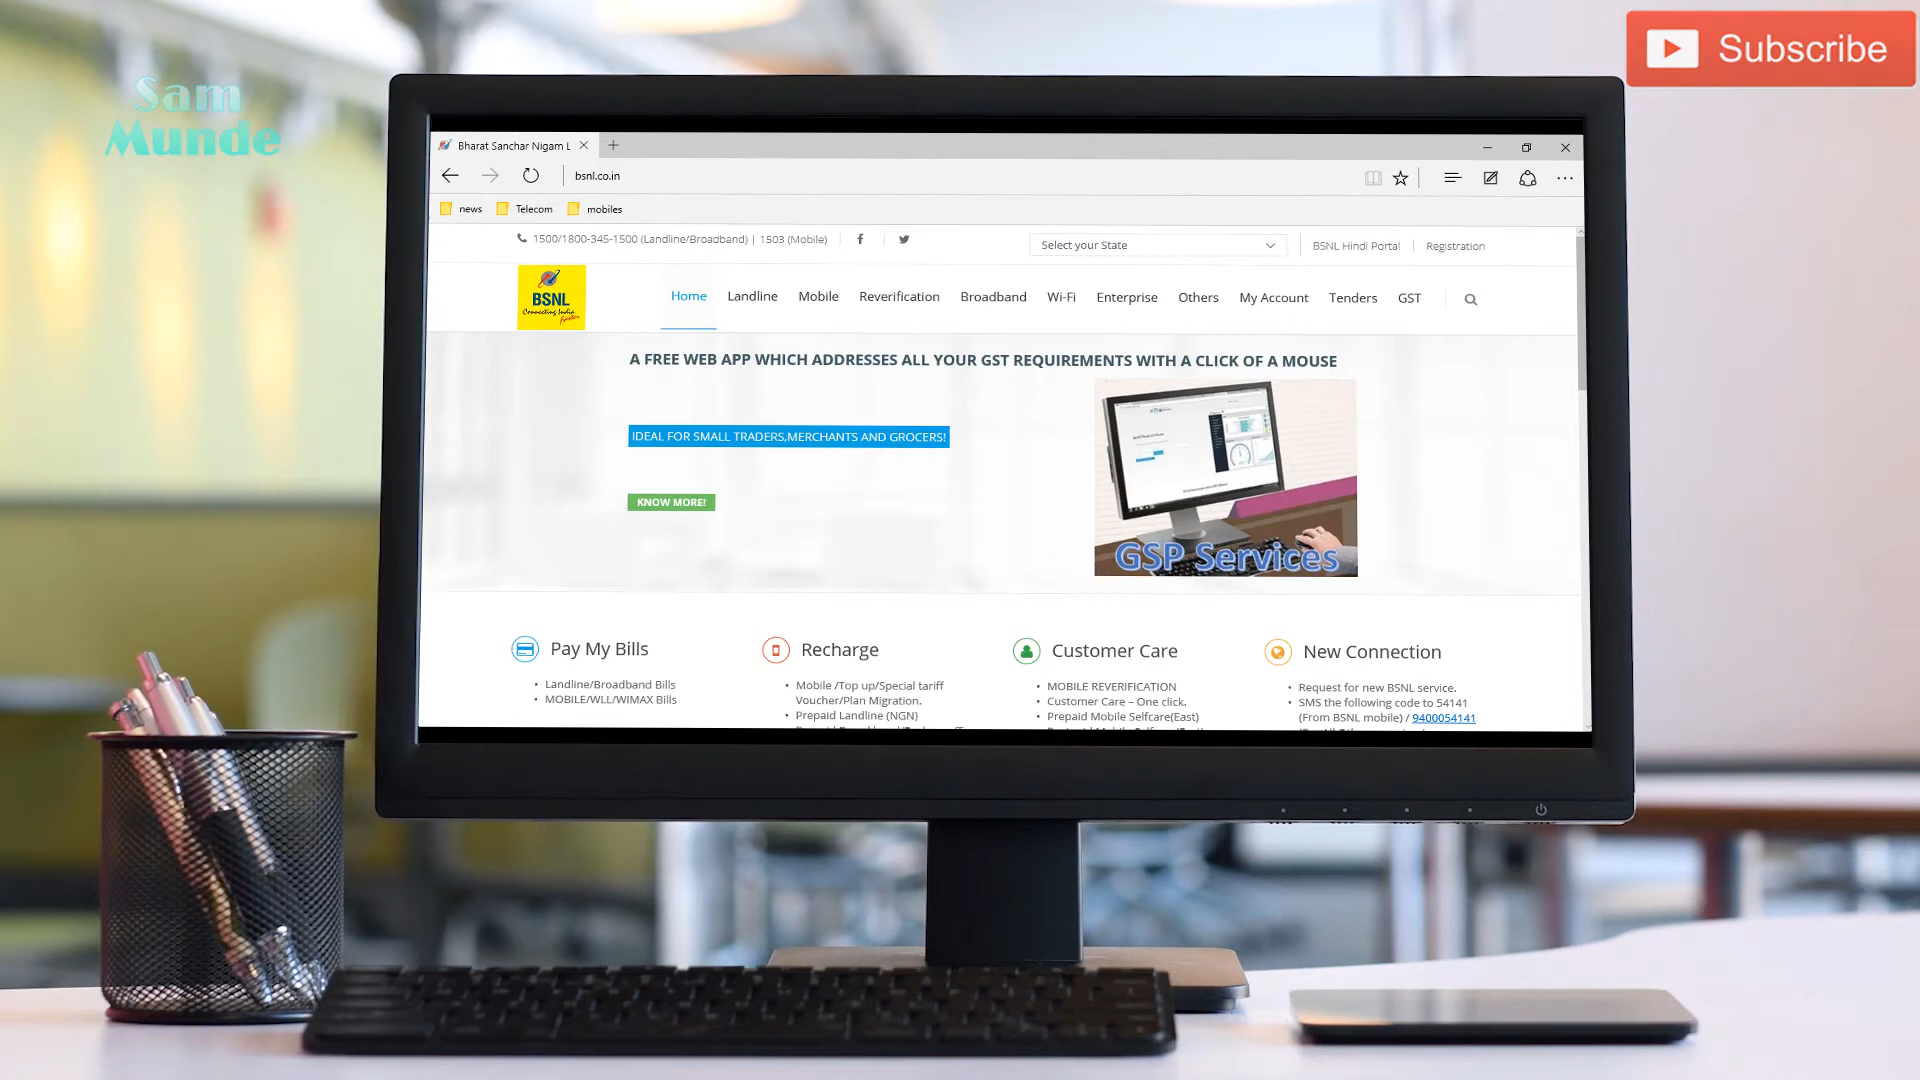 Sam
Munde
Subscribe
Bharat Sanchar Nigam L
bsnl.co.in
news
Telecom
mobiles
1500/1800-345-1500 (Landline/Broadband) | 1503 (Mobile)
Select your State
BSNL Hindi Portal
Registration
BSNL
Connecting India
faster
Home
Landline
Mobile
Reverification
Broadband
Wi-Fi
Enterprise
Others
My Account
Tenders
GST
A FREE WEB APP WHICH ADDRESSES ALL YOUR GST REQUIREMENTS WITH A CLICK OF A MOUSE
IDEAL FOR SMALL TRADERS,MERCHANTS AND GROCERS!
KNOW MORE!
GSP Services
Pay My Bills
• Landline/Broadband Bills
• MOBILE/WLL/WIMAX Bills
Recharge
• Mobile /Top up/Special tariff
Voucher/Plan Migration.
• Prepaid Landline (NGN)
Customer Care
• MOBILE REVERIFICATION
• Customer Care – One click.
• Prepaid Mobile Selfcare(East)
New Connection
• Request for new BSNL service.
• SMS the following code to 54141
(From BSNL mobile) / 9400054141